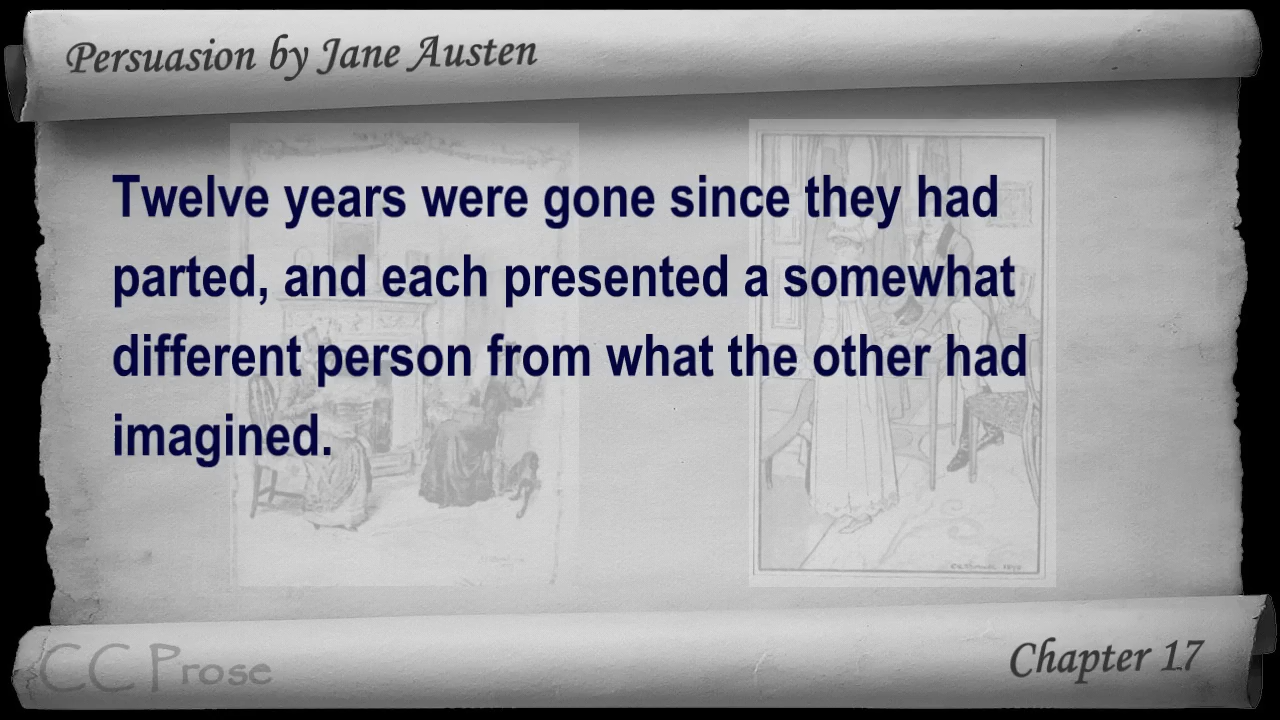 Persuasion by Jane Austen
Twelve years were gone since they had
parted, and each presented a somewhat
different person from what the other had
imagined.
CC Prose
Chapter 17